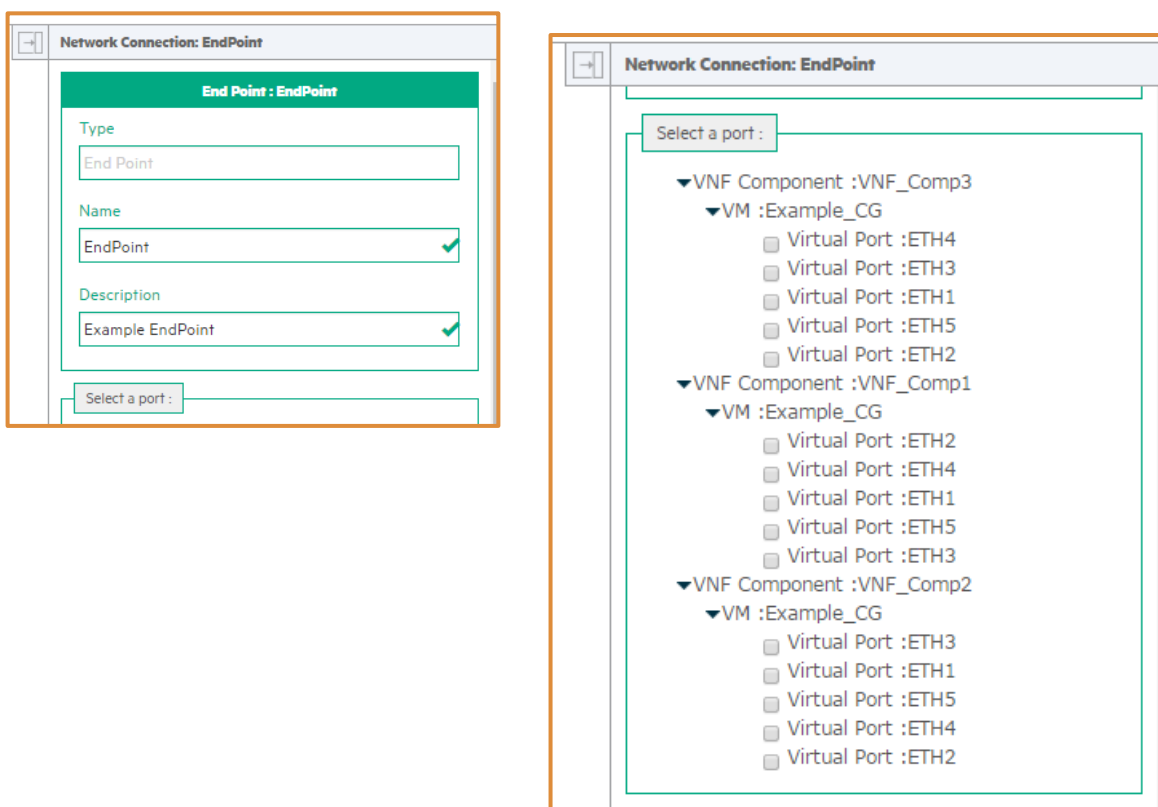 Network Connection: EndPoint
End Point : EndPoint
Type
End Point
Name
EndPoint
Description
Example EndPoint
Select a port :
Network Connection: EndPoint
Select a port :
VNF Component :VNF_Comp3
VM :Example_CG
Virtual Port :ETH4
Virtual Port :ETH3
Virtual Port :ETH1
Virtual Port :ETH5
Virtual Port :ETH2
VNF Component :VNF_Comp1
VM :Example_CG
Virtual Port :ETH2
Virtual Port :ETH4
Virtual Port :ETH1
Virtual Port :ETH5
Virtual Port :ETH3
VNF Component :VNF_Comp2
VM :Example_CG
Virtual Port :ETH3
Virtual Port :ETH1
Virtual Port :ETH5
Virtual Port :ETH4
Virtual Port :ETH2